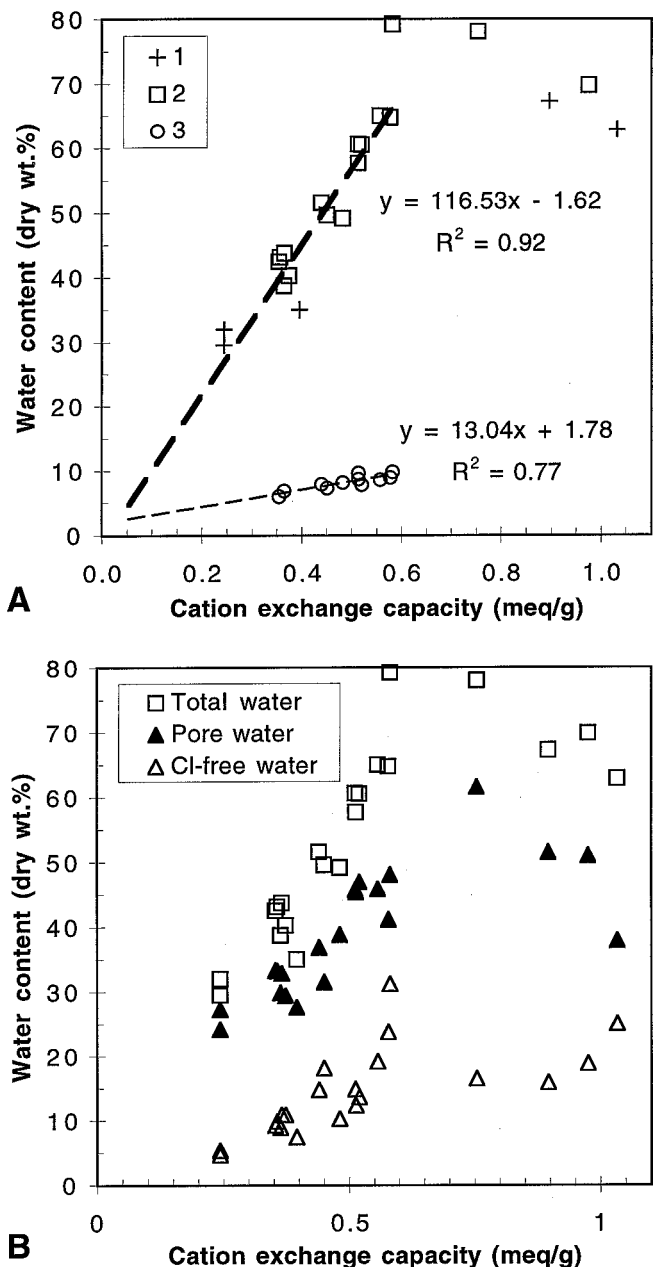 80
70
60
50
40
30
20
10
0
Water content (dry wt.%)
1
2
3
y = 116.53x - 1.62
R² = 0.92
y = 13.04x + 1.78
R² = 0.77
0.0 0.2 0.4 0.6 0.8 1.0
A
Cation exchange capacity (meq/g)
80
70
60
50
40
30
20
10
0
Water content (dry wt.%)
Total water
Pore water
Cl-free water
0 0.5 1
B
Cation exchange capacity (meq/g)